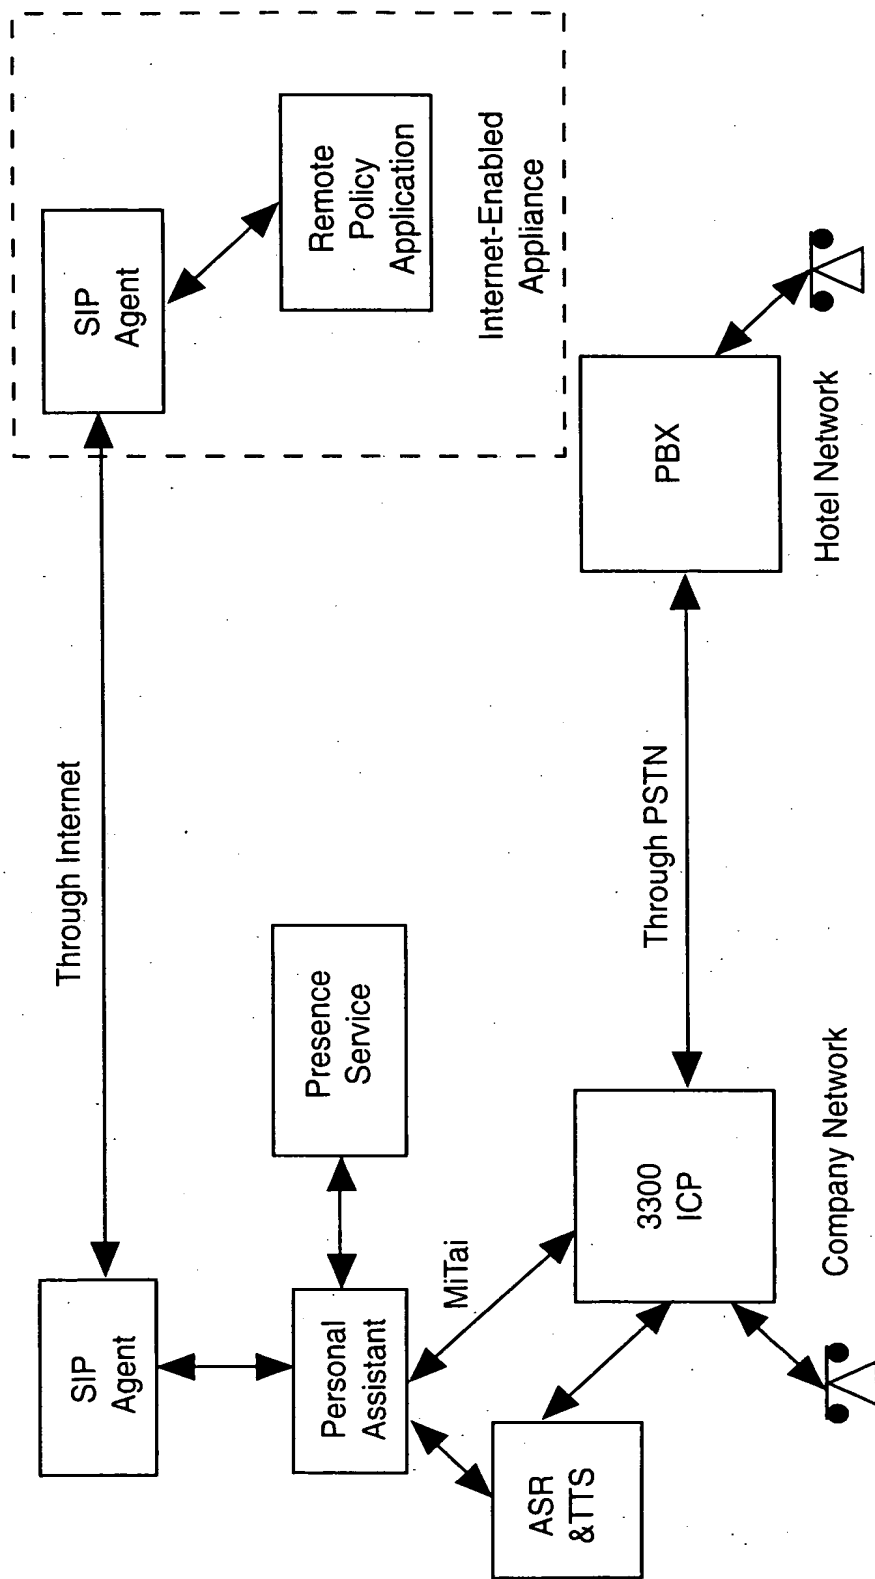 SIP
Agent
Through Internet
SIP
Agent
Remote
Policy
Application
Internet-Enabled
Appliance
Personal
Assistant
Presence
Service
MiTai
ASR
&TTS
3300
ICP
Through PSTN
PBX
Company Network
Hotel Network